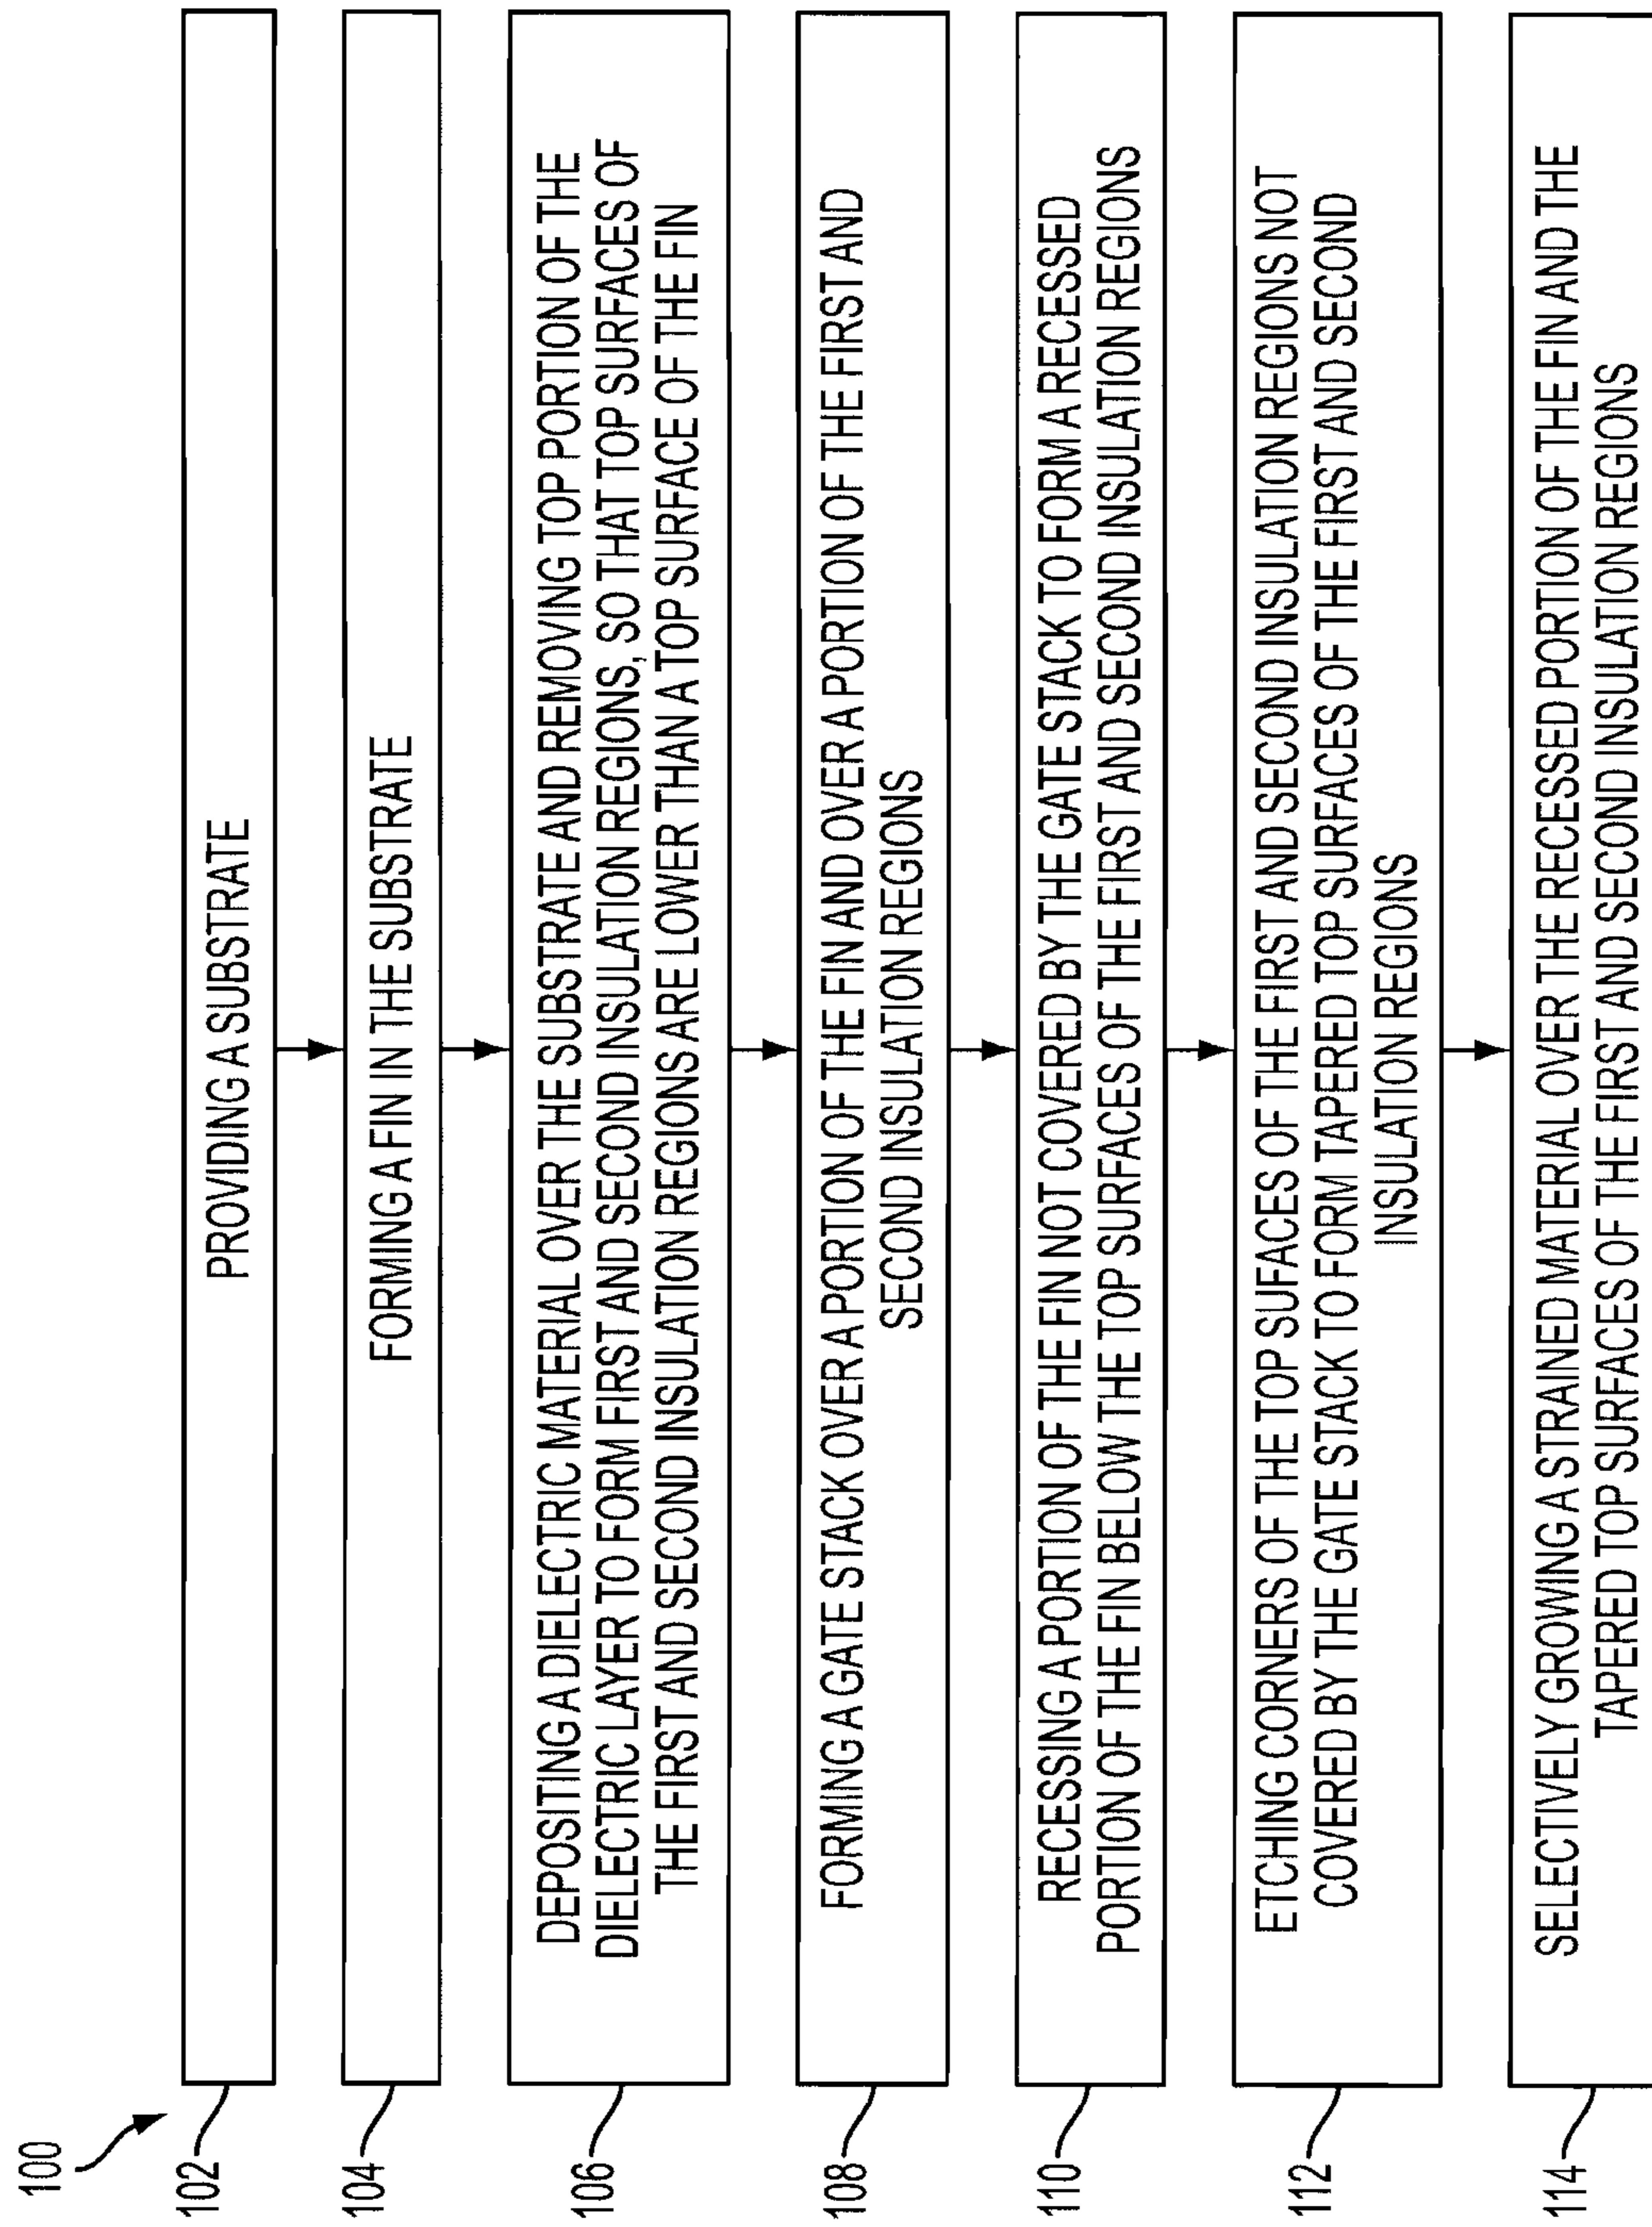 100
102
PROVIDING A SUBSTRATE
104
FORMING A FIN IN THE SUBSTRATE
106
DEPOSITING A DIELECTRIC MATERIAL OVER THE SUBSTRATE AND REMOVING TOP PORTION OF THE
DIELECTRIC LAYER TO FORM FIRST AND SECOND INSULATION REGIONS, SO THAT TOP SURFACES OF
THE FIRST AND SECOND INSULATION REGIONS ARE LOWER THAN A TOP SURFACE OF THE FIN
108
FORMING A GATE STACK OVER A PORTION OF THE FIN AND OVER A PORTION OF THE FIRST AND
SECOND INSULATION REGIONS
110
RECESSING A PORTION OF THE FIN NOT COVERED BY THE GATE STACK TO FORM A RECESSED
PORTION OF THE FIN BELOW THE TOP SURFACES OF THE FIRST AND SECOND INSULATION REGIONS
112
ETCHING CORNERS OF THE TOP SUFACES OF THE FIRST AND SECOND INSULATION REGIONS NOT
COVERED BY THE GATE STACK TO FORM TAPERED TOP SURFACES OF THE FIRST AND SECOND
INSULATION REGIONS
114
SELECTIVELY GROWING A STRAINED MATERIAL OVER THE RECESSED PORTION OF THE FIN AND THE
TAPERED TOP SURFACES OF THE FIRST AND SECOND INSULATION REGIONS